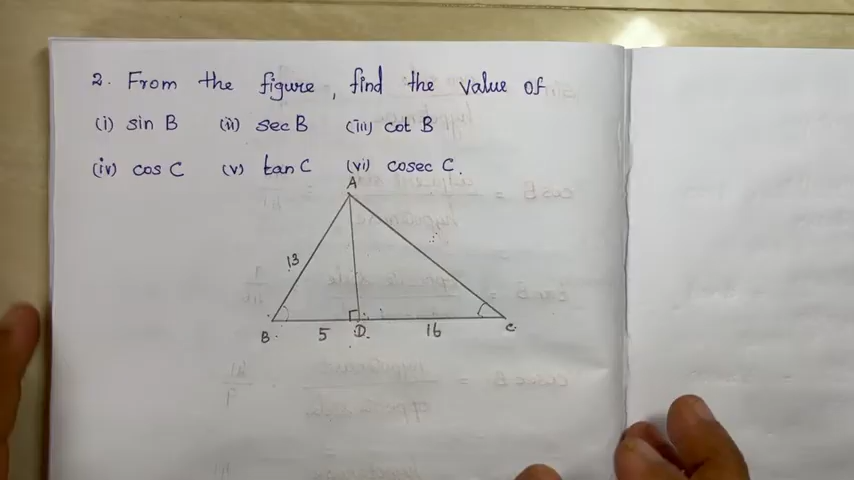 2. From the figure, find the value of
(i) sin B (ii) sec B (iii) cot B
(iv) cos C (v) tan C (vi) cosec C.
A
13
B 5 D 16 C